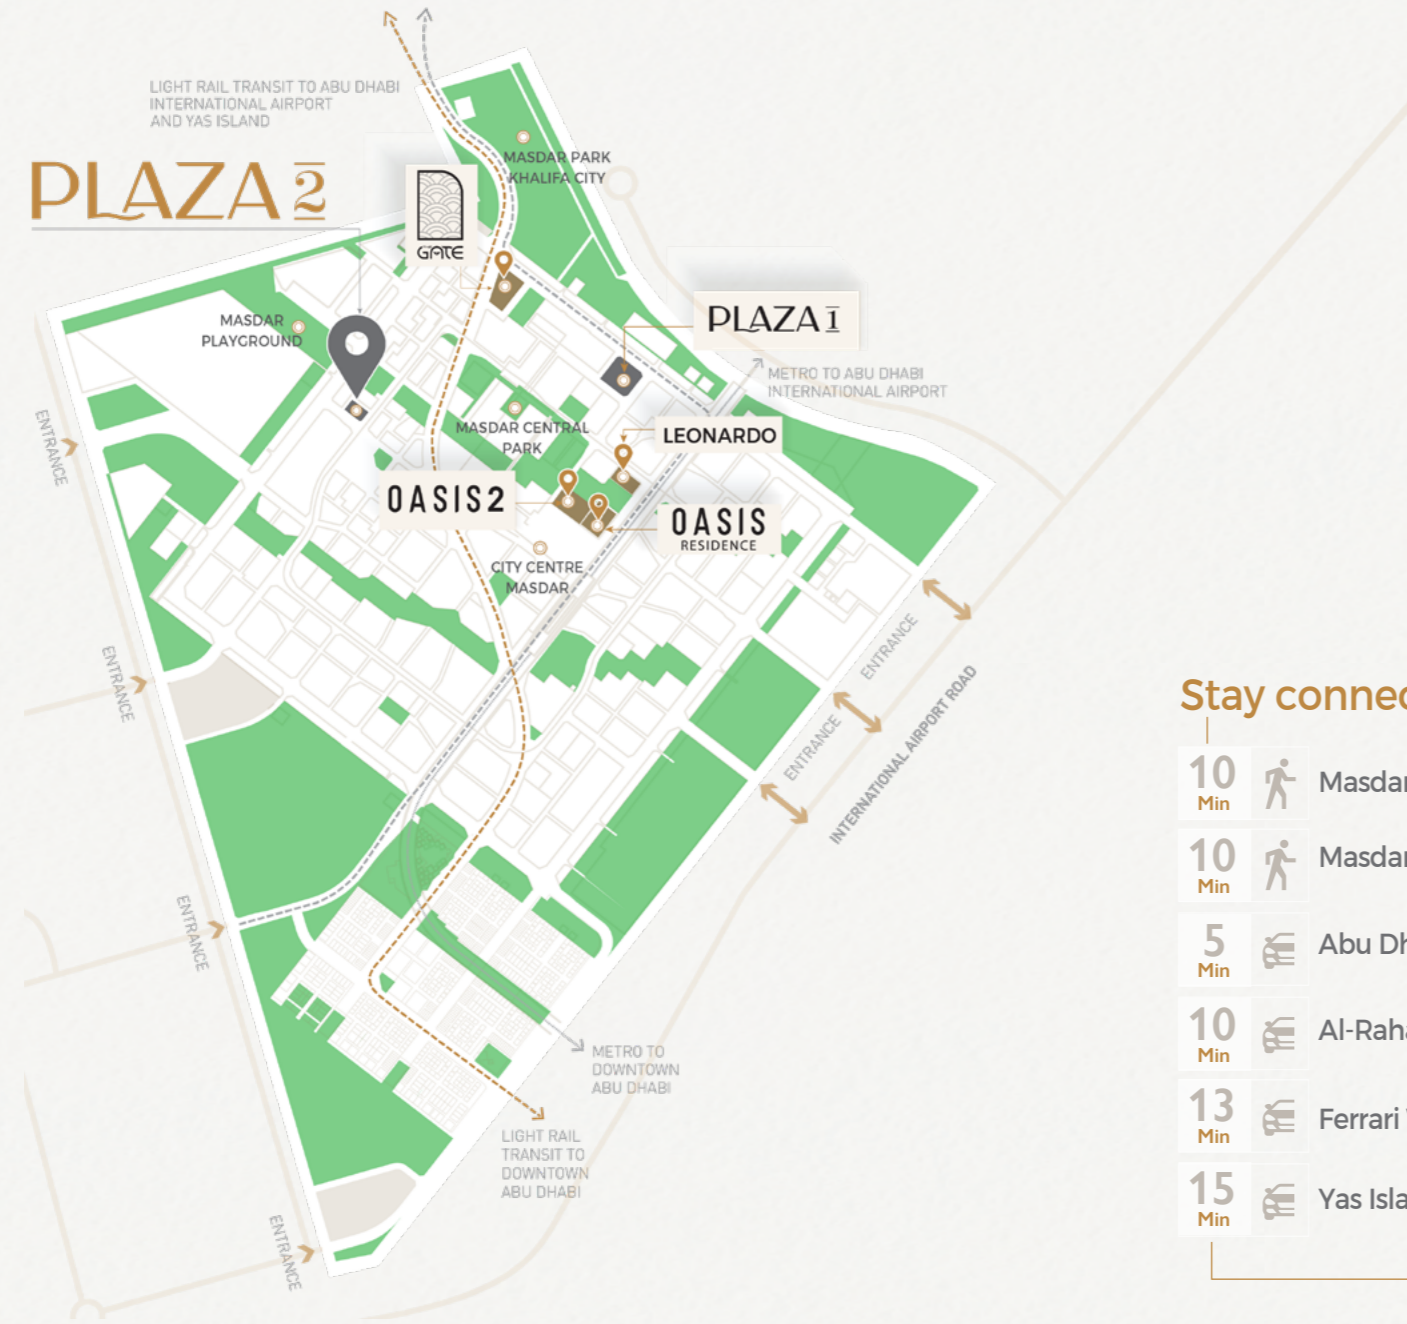 LIGHT RAIL TRANSIT TO ABU DHABI
INTERNATIONAL AIRPORT
AND YAS ISLAND
PLAZA 2
GATE
MASDAR PARK
KHALIFA CITY
MASDAR
PLAYGROUND
PLAZA 1
METRO TO ABU DHABI
INTERNATIONAL AIRPORT
MASDAR CENTRAL
PARK
LEONARDO
OASIS2
OASIS
RESIDENCE
CITY CENTRE
MASDAR
ENTRANCE
ENTRANCE
ENTRANCE
ENTRANCE
ENTRANCE
ENTRANCE
INTERNATIONAL AIRPORT ROAD
METRO TO
DOWNTOWN
ABU DHABI
LIGHT RAIL
TRANSIT TO
DOWNTOWN
ABU DHABI
Stay connec
10 Min Masdar
10 Min Masdar
5 Min Abu Dh
10 Min Al-Raha
13 Min Ferrari
15 Min Yas Isla